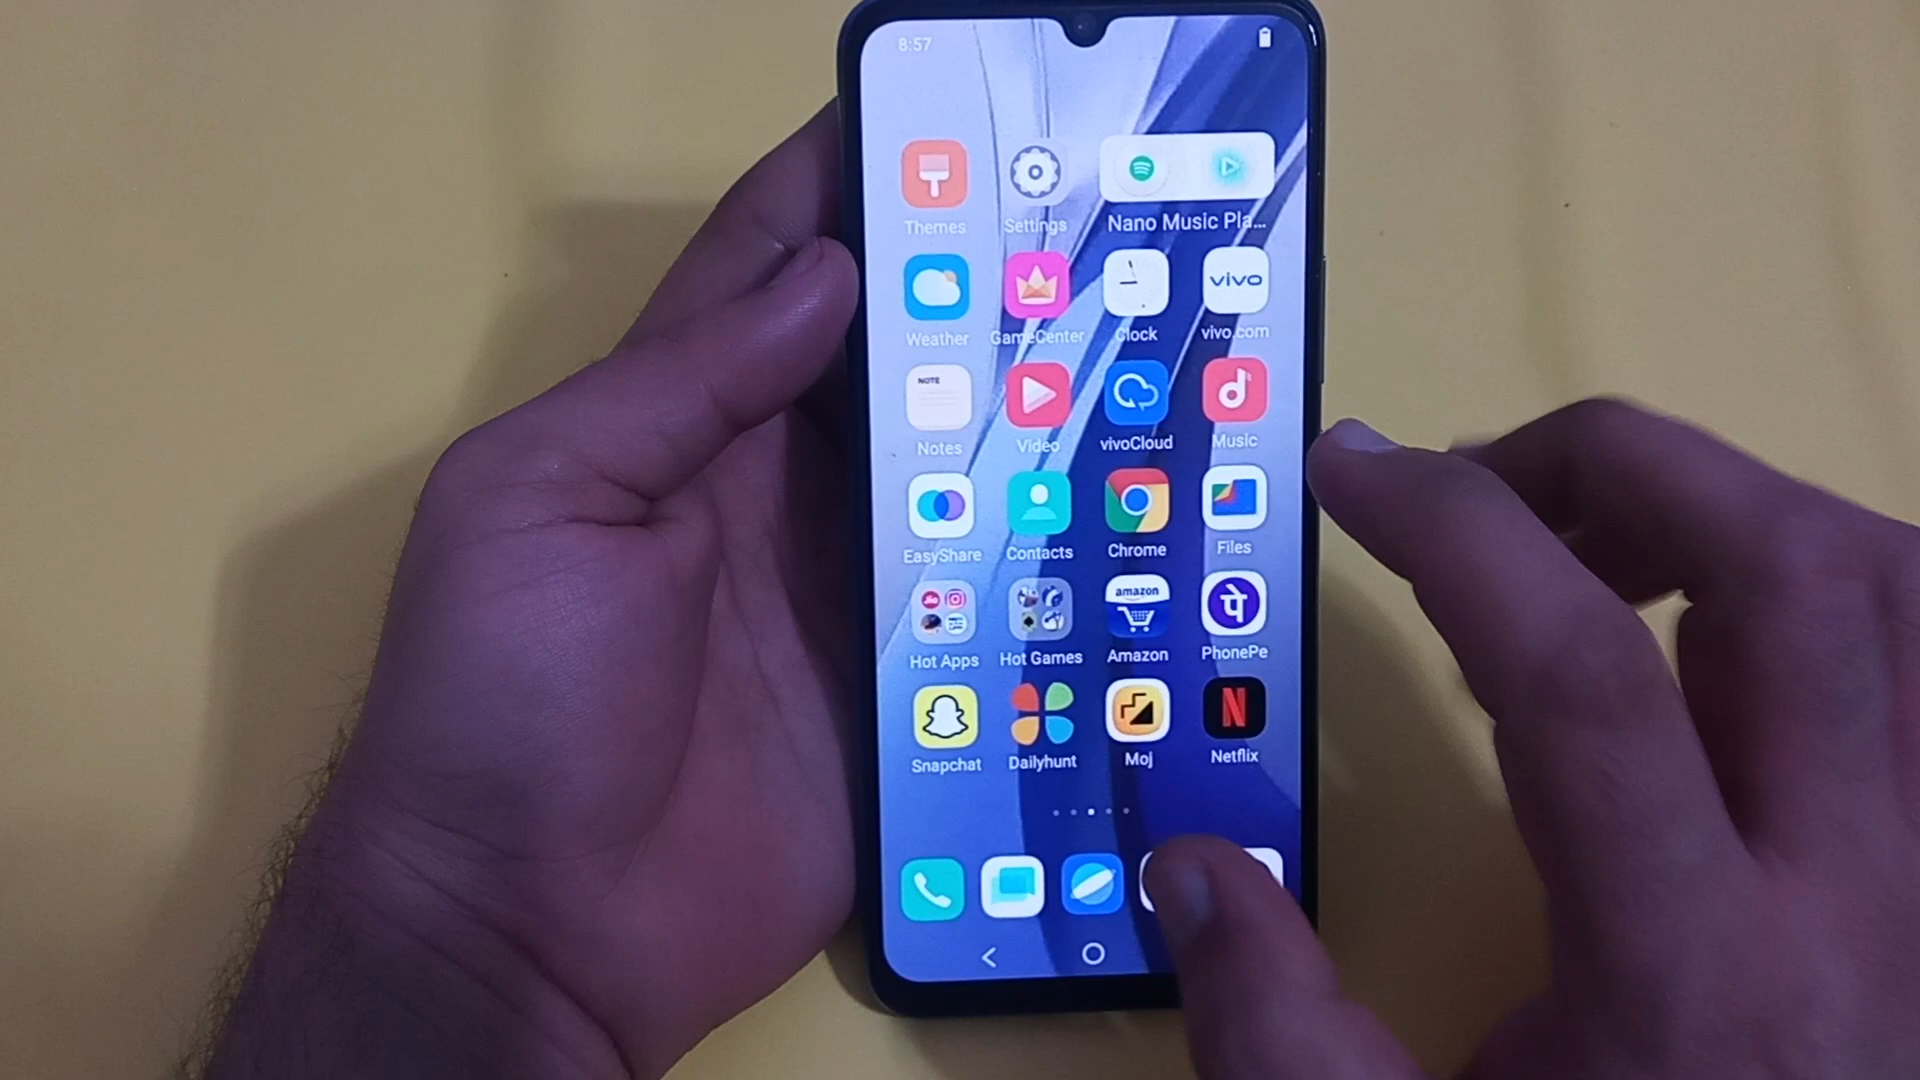 8:57
Themes
Settings
Nano Music Pla...
vivo
Weather
GameCenter
Clock
vivo.com
NOTE
Notes
Video
vivoCloud
Music
EasyShare
Contacts
Chrome
Files
Jio
amazon
पे
Hot Apps
Hot Games
Amazon
PhonePe
N
Snapchat
Dailyhunt
Moj
Netflix